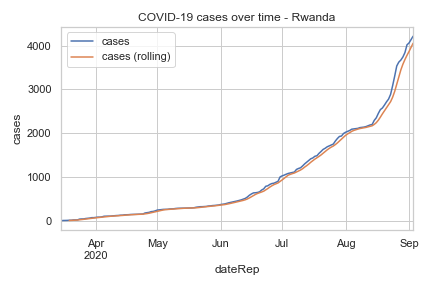 COVID-19 cases over time - Rwanda
cases
cases (rolling)
4000
3000
2000
1000
0
cases
Apr
2020
May
Jun
Jul
Aug
Sep
dateRep